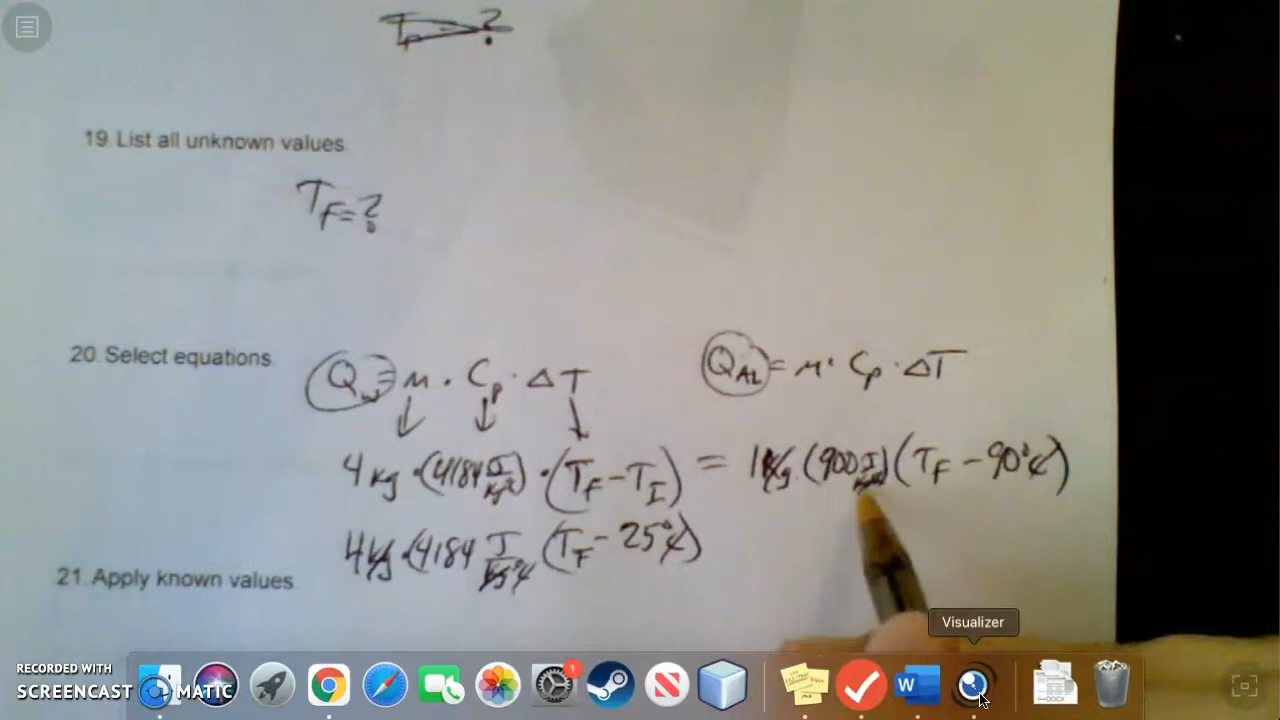 T_F ?
19. List all unknown values.
T_F = ?
20. Select equations.
Q_w = m · C_p · ΔT
Q_AL = m · C_p · ΔT
4 kg · (4184 J/kg°C) · (T_F - T_I) = 1 kg · (900 J/kg°C) (T_F - 90°C)
4 kg · (4184 J/kg°C (T_F - 25°C)
21. Apply known values.
Visualizer
1
W
DOCX
RECORDED WITH
SCREENCAST MATIC